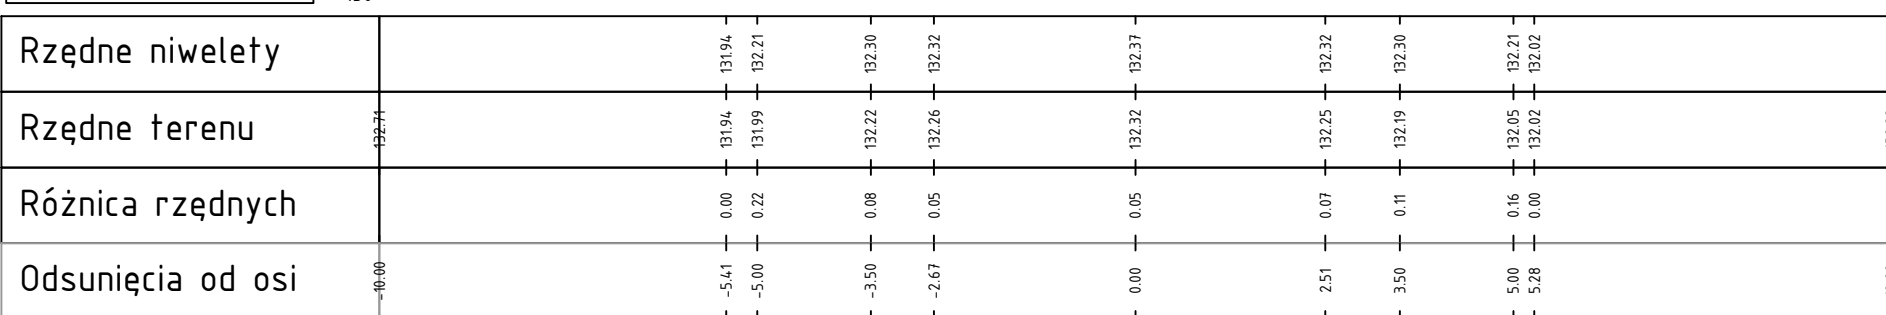 Rzędne niwelety 131.94 132.21 132.30 132.32 132.37 132.32 132.30 132.21 132.02
Rzędne terenu 132.71 131.94 131.99 132.22 132.26 132.32 132.25 132.19 132.05 132.02
Różnica rzędnych 0.00 0.22 0.08 0.05 0.05 0.07 0.11 0.16 0.00
Odsunięcia od osi -10.00 -5.41 -5.00 -3.50 -2.67 0.00 2.51 3.50 5.00 5.28